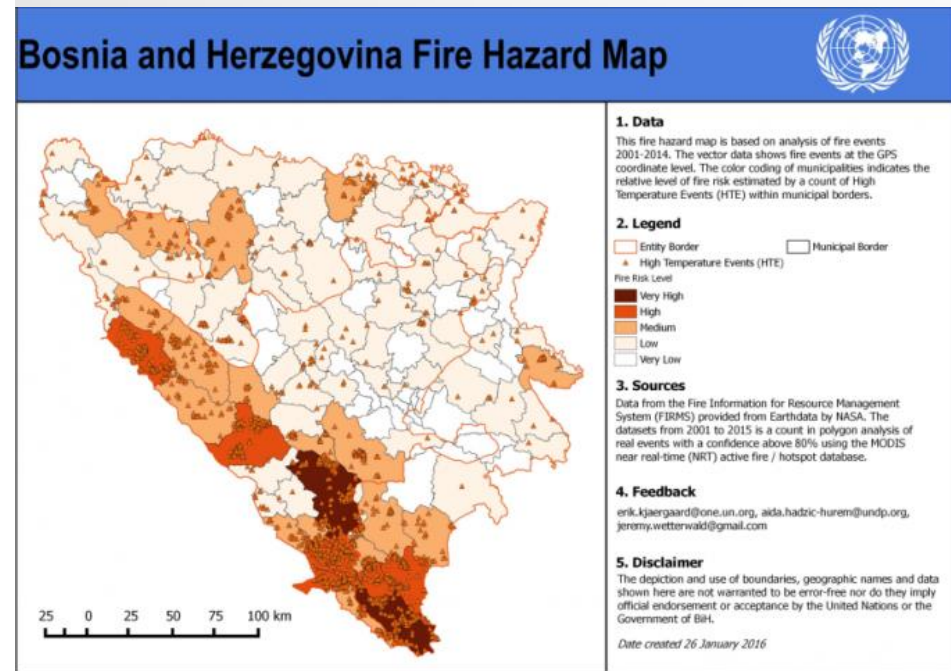 Bosnia and Herzegovina Fire Hazard Map
1. Data
This fire hazard map is based on analysis of fire events
2001-2014. The vector data shows fire events at the GPS
coordinate level. The color coding of municipalities indicates the
relative level of fire risk estimated by a count of High
Temperature Events (HTE) within municipal borders.
2. Legend
Entity Border Municipal Border
High Temperature Events (HTE)
Fire Risk Level
Very High
High
Medium
Low
Very Low
3. Sources
Data from the Fire Information for Resource Management
System (FIRMS) provided from Earthdata by NASA. The
datasets from 2001 to 2015 is a count in polygon analysis of
real events with a confidence above 80% using the MODIS
near real-time (NRT) active fire / hotspot database.
4. Feedback
erik.kjaergaard@one.un.org, aida.hadzic-hurem@undp.org,
jeremy.wetterwald@gmail.com
5. Disclaimer
The depiction and use of boundaries, geographic names and data
shown here are not warranted to be error-free nor do they imply
official endorsement or acceptance by the United Nations or the
Government of BiH.
Date created 26 January 2016
25 0 25 50 75 100 km